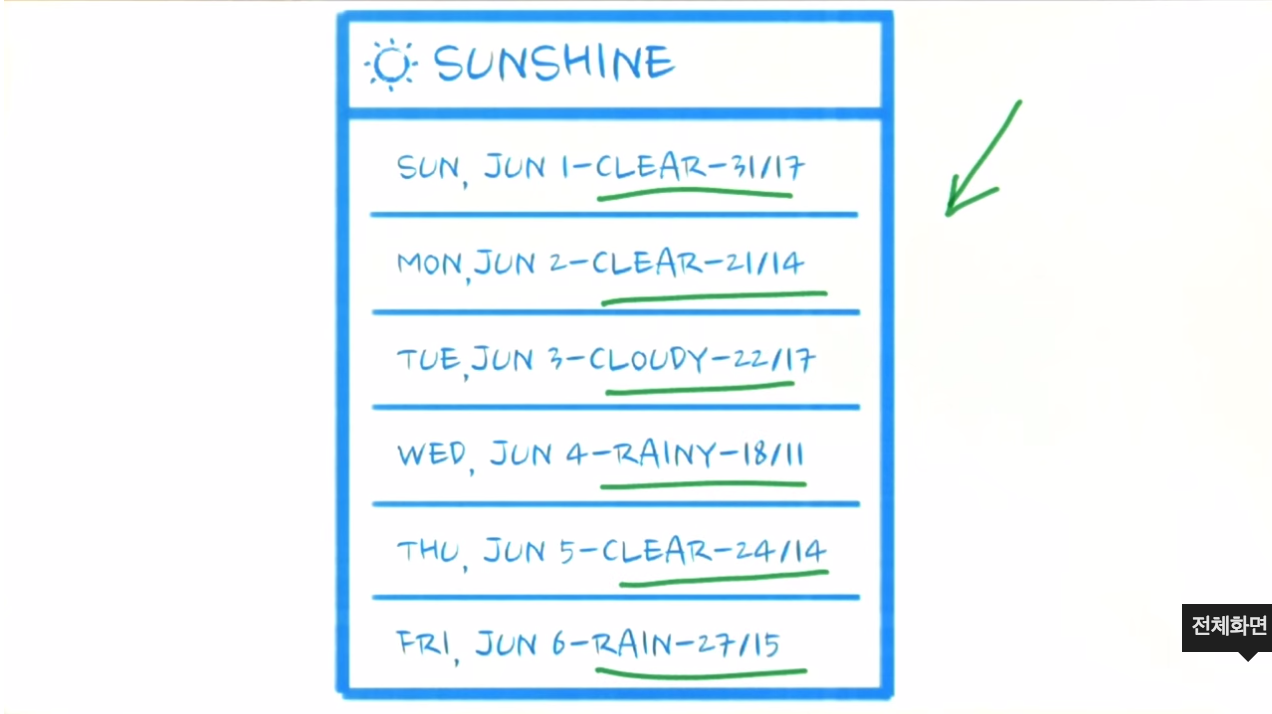 SUNSHINE
SUN, JUN 1-CLEAR-31/17
MON, JUN 2-CLEAR-21/14
TUE, JUN 3-CLOUDY-22/17
WED, JUN 4-RAINY-18/11
THU, JUN 5-CLEAR-24/14
FRI, JUN 6-RAIN-27/15
전체화면